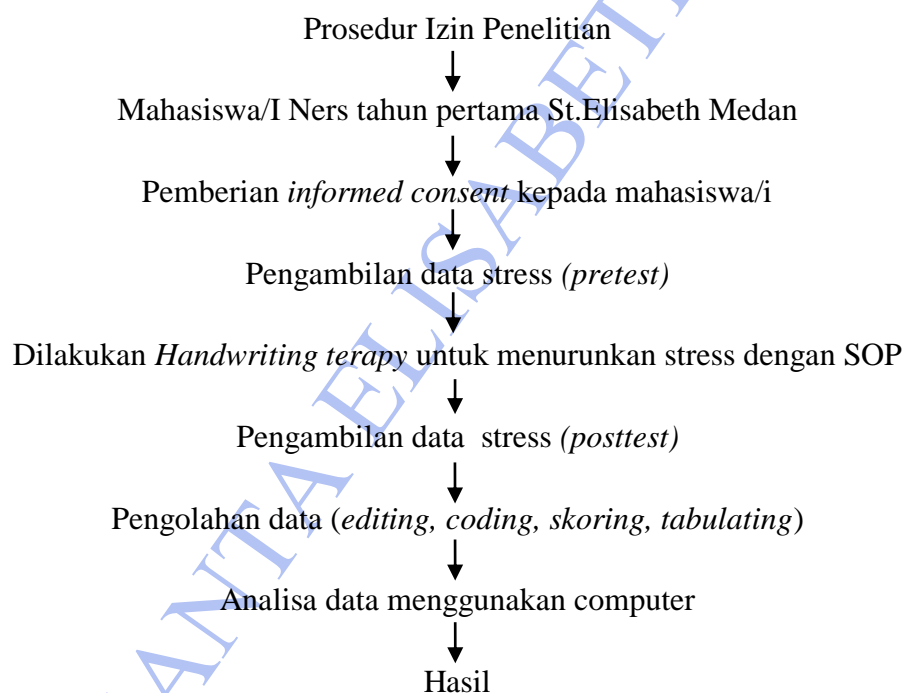 Prosedur Izin Penelitian
Mahasiswa/I Ners tahun pertama St.Elisabeth Medan
Pemberian informed consent kepada mahasiswa/i
Pengambilan data stress (pretest)
Dilakukan Handwriting terapy untuk menurunkan stress dengan SOP
Pengambilan data  stress (posttest)
Pengolahan data (editing, coding, skoring, tabulating)
Analisa data menggunakan computer
Hasil
ANTA ELISABET